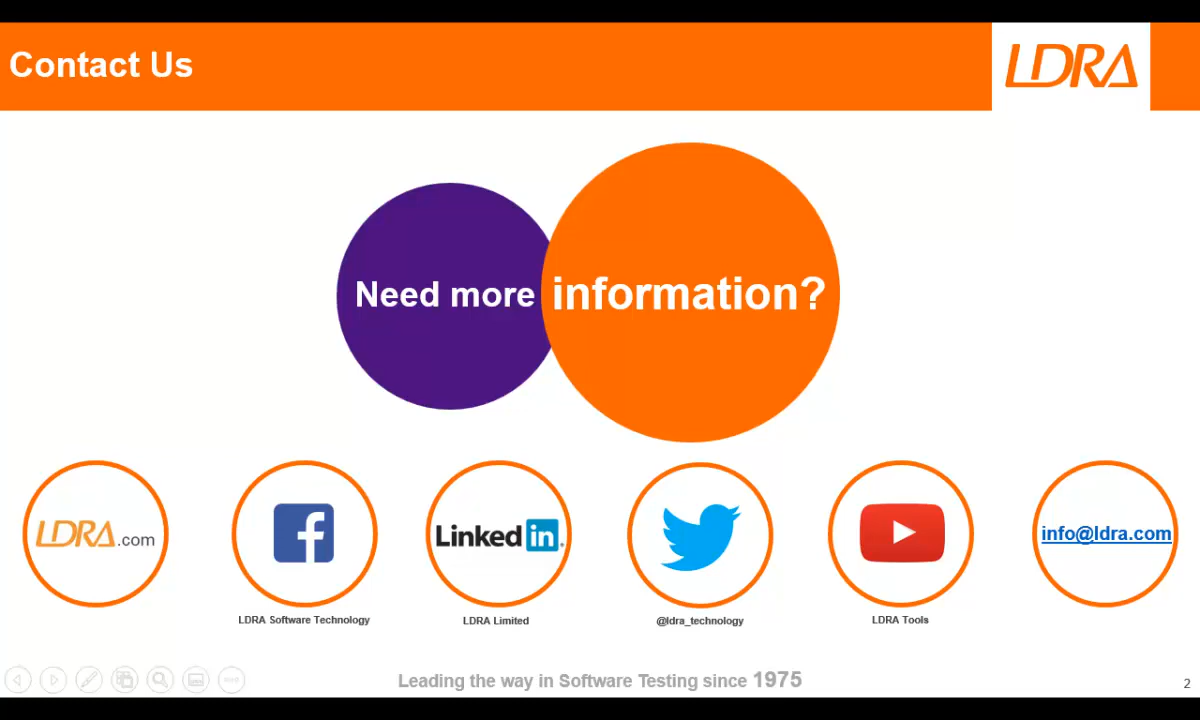 Contact Us
LDRA
Need more information?
LDRA.com
Linked in
info@ldra.com
LDRA Software Technology
LDRA Limited
@ldra_technology
LDRA Tools
Leading the way in Software Testing since 1975
2